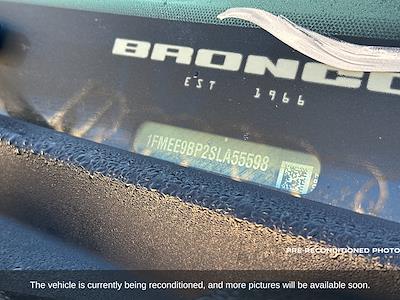 BRONCO
EST 1966
1FMEE9BP2SLA55598
PRE-RECONDITIONED PHOTO
The vehicle is currently being reconditioned, and more pictures will be available soon.